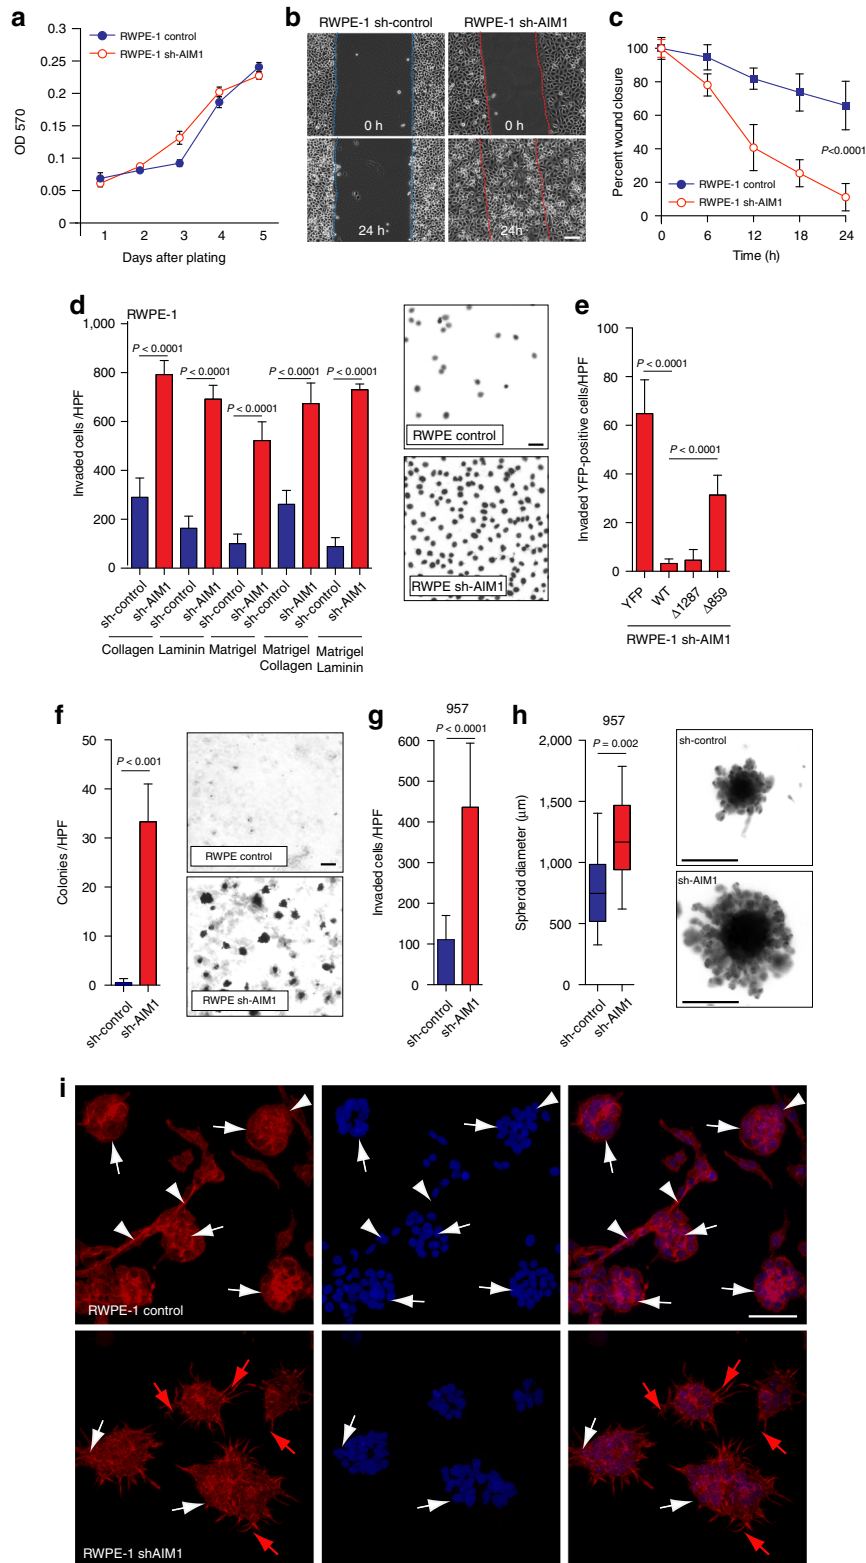 a
0.3
0.25
0.2
0.15
0.1
0.05
0
OD 570
RWPE-1 control
RWPE-1 sh-AIM1
1 2 3 4 5
Days after plating
b
RWPE-1 sh-control
RWPE-1 sh-AIM1
0 h
0 h
24 h
24h
c
100
80
60
40
20
0
Percent wound closure
P<0.0001
RWPE-1 control
RWPE-1 sh-AIM1
0 6 12 18 24
Time (h)
d
RWPE-1
1,000
800
600
400
200
0
Invaded cells /HPF
P < 0.0001
P < 0.0001
P < 0.0001
P < 0.0001
P < 0.0001
sh-control
sh-AIM1
sh-control
sh-AIM1
sh-control
sh-AIM1
sh-control
sh-AIM1
sh-control
sh-AIM1
Collagen
Laminin
Matrigel
Matrigel
Collagen
Matrigel
Laminin
RWPE control
RWPE sh-AIM1
e
100
80
60
40
20
0
Invaded YFP-positive cells/HPF
P < 0.0001
P < 0.0001
YFP
WT
Δ1287
Δ859
RWPE-1 sh-AIM1
f
50
40
30
20
10
0
Colonies /HPF
P < 0.001
sh-control
sh-AIM1
RWPE control
RWPE sh-AIM1
g
957
600
500
400
300
200
100
0
Invaded cells/HPF
P < 0.0001
sh-control
sh-AIM1
h
957
2,000
1,500
1,000
500
0
Spheroid diameter (μm)
P = 0.002
sh-control
sh-AIM1
sh-control
sh-AIM1
i
RWPE-1 control
RWPE-1 shAIM1